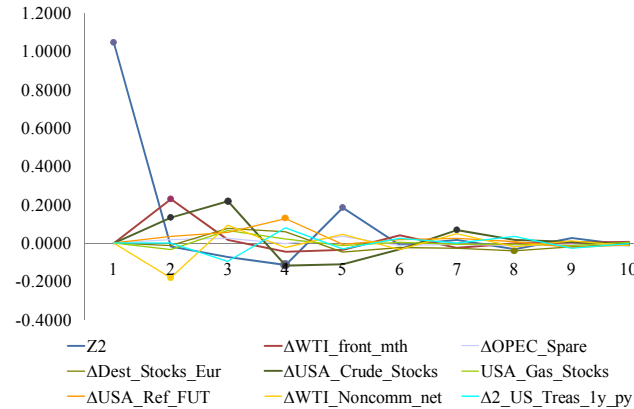 1.2000
1.0000
0.8000
0.6000
0.4000
0.2000
0.0000
-0.2000
-0.4000
1 2 3 4 5 6 7 8 9 10
Z2 ΔWTI_front_mth ΔOPEC_Spare
ΔDest_Stocks_Eur ΔUSA_Crude_Stocks USA_Gas_Stocks
ΔUSA_Ref_FUT ΔWTI_Noncomm_net Δ2_US_Treas_1y_py